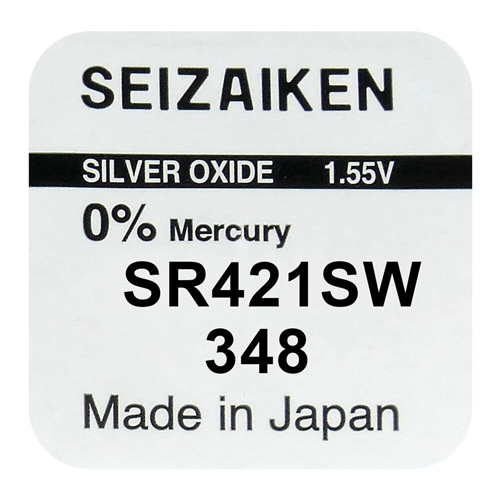 SEIZAIKEN
SILVER OXIDE 1.55V
0% Mercury
SR421SW
348
Made in Japan